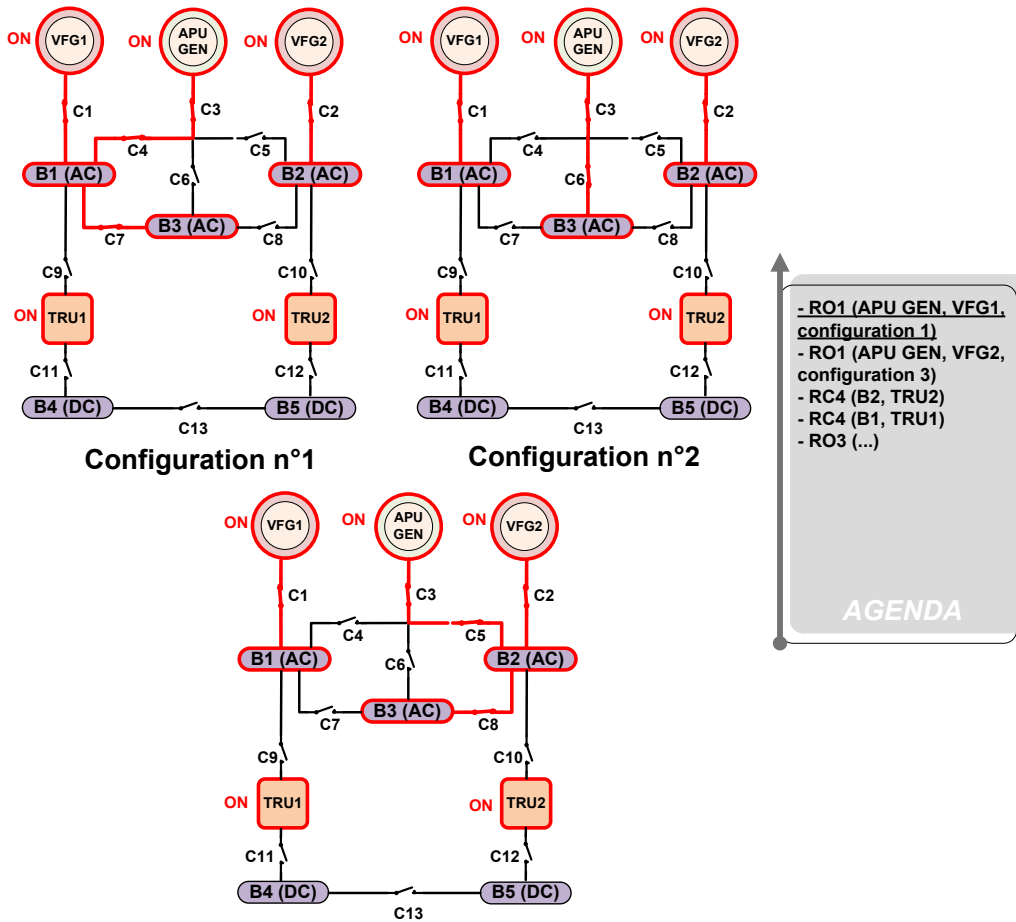 ON VFG1 ON APU GEN ON VFG2
C1 C3 C2
C4 C5
B1 (AC) C6 B2 (AC)
B3 (AC)
C7 C8
C9 C10
ON TRU1 ON TRU2
C11 C12
B4 (DC) B5 (DC)
C13
Configuration n°1
ON VFG1 ON APU GEN ON VFG2
C1 C3 C2
C4 C5
B1 (AC) C6 B2 (AC)
B3 (AC)
C7 C8
C9 C10
ON TRU1 ON TRU2
C11 C12
B4 (DC) B5 (DC)
C13
Configuration n°2
- RO1 (APU GEN, VFG1,
configuration 1)
- RO1 (APU GEN, VFG2,
configuration 3)
- RC4 (B2, TRU2)
- RC4 (B1, TRU1)
- RO3 (...)
AGENDA
ON VFG1 ON APU GEN ON VFG2
C1 C3 C2
C4 C5
B1 (AC) C6 B2 (AC)
B3 (AC)
C7 C8
C9 C10
ON TRU1 ON TRU2
C11 C12
B4 (DC) B5 (DC)
C13